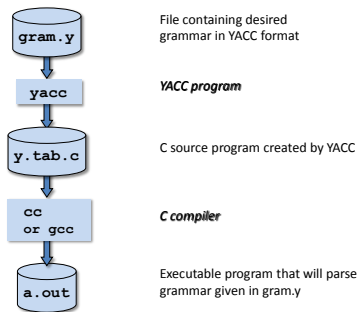 gram.y
File containing desired
grammar in YACC format
yacc
YACC program
y.tab.c
C source program created by YACC
cc
or gcc
C compiler
a.out
Executable program that will parse
grammar given in gram.y